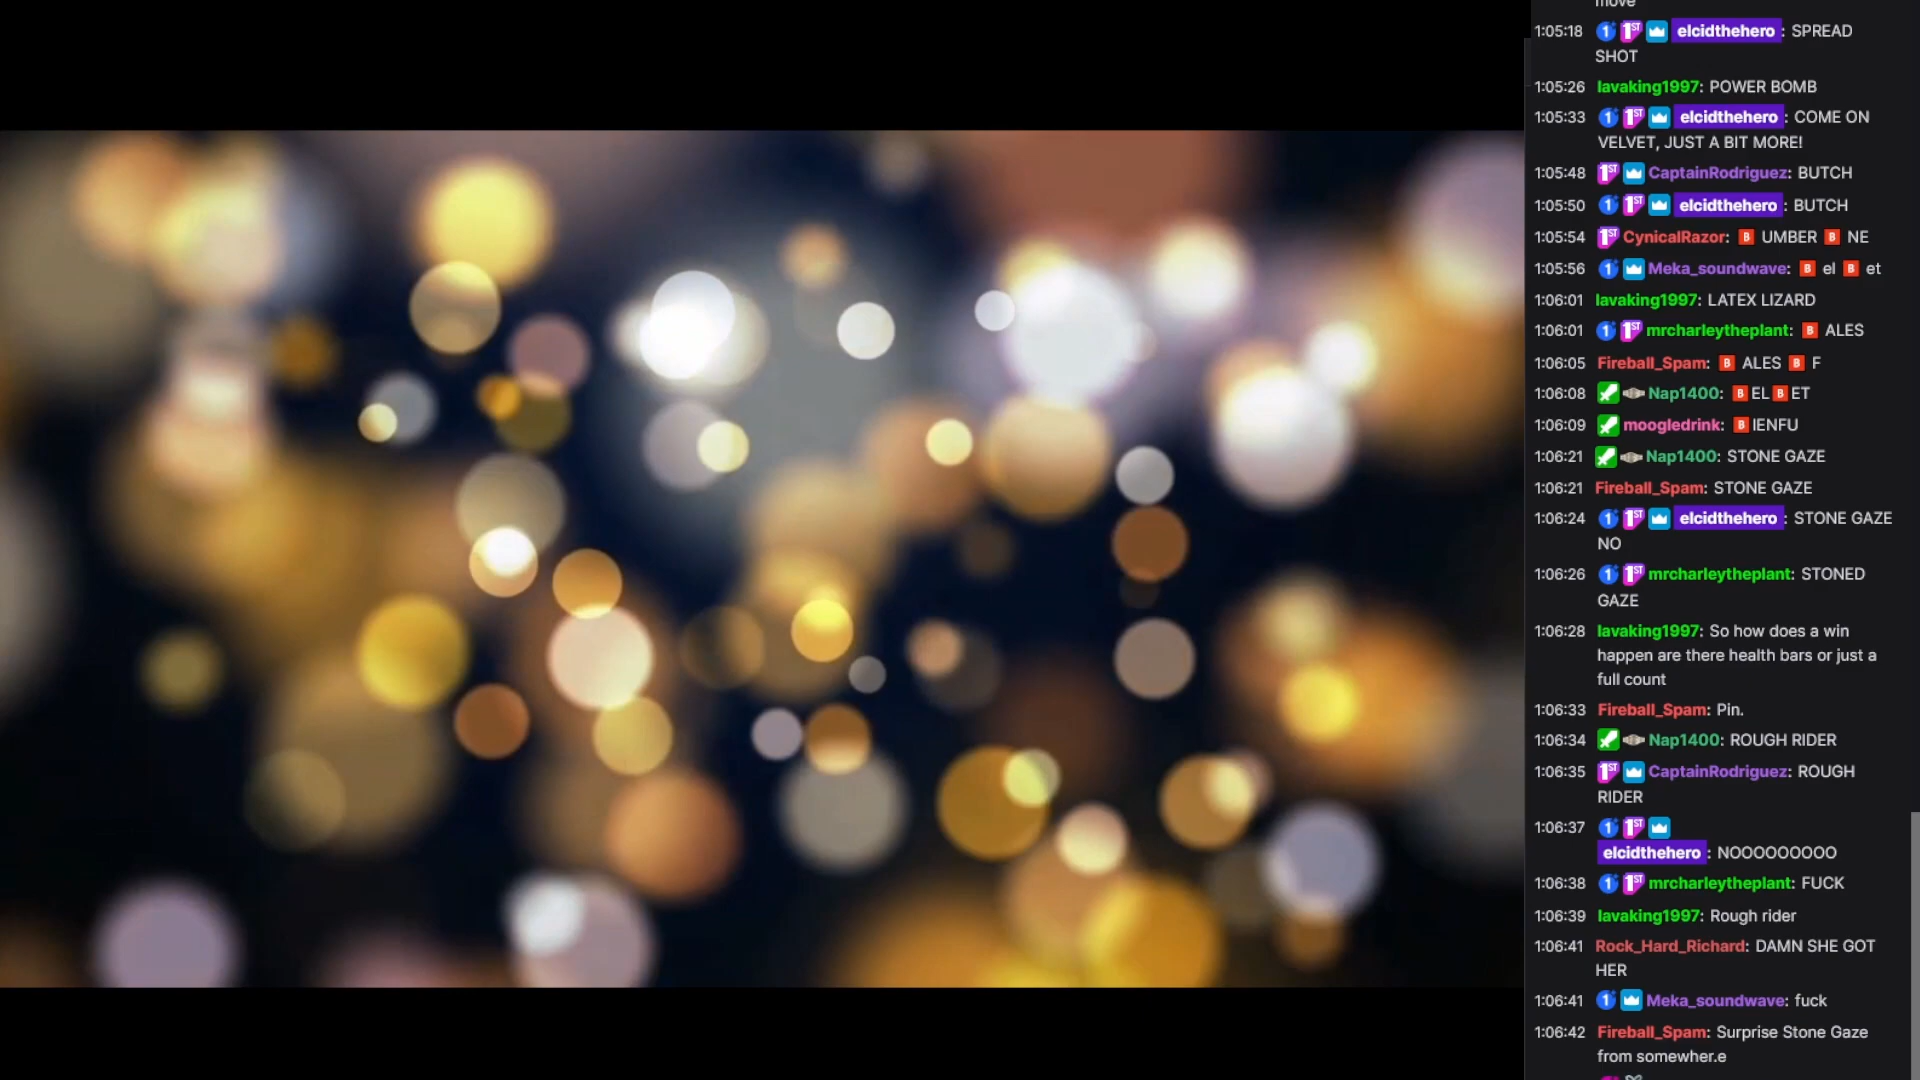 move
1:05:18 elcidthehero: SPREAD
SHOT
1:05:26 lavaking1997: POWER BOMB
1:05:33 elcidthehero: COME ON
VELVET, JUST A BIT MORE!
1:05:48 CaptainRodriguez: BUTCH
1:05:50 elcidthehero: BUTCH
1:05:54 CynicalRazor: B UMBER B NE
1:05:56 Meka_soundwave: B el B et
1:06:01 lavaking1997: LATEX LIZARD
1:06:01 mrcharleytheplant: B ALES
1:06:05 Fireball_Spam: B ALES B F
1:06:08 Nap1400: B EL B ET
1:06:09 moogledrink: B IENFU
1:06:21 Nap1400: STONE GAZE
1:06:21 Fireball_Spam: STONE GAZE
1:06:24 elcidthehero: STONE GAZE
NO
1:06:26 mrcharleytheplant: STONED
GAZE
1:06:28 lavaking1997: So how does a win
happen are there health bars or just a
full count
1:06:33 Fireball_Spam: Pin.
1:06:34 Nap1400: ROUGH RIDER
1:06:35 CaptainRodriguez: ROUGH
RIDER
1:06:37
elcidthehero: NOOOOOOOOO
1:06:38 mrcharleytheplant: FUCK
1:06:39 lavaking1997: Rough rider
1:06:41 Rock_Hard_Richard: DAMN SHE GOT
HER
1:06:41 Meka_soundwave: fuck
1:06:42 Fireball_Spam: Surprise Stone Gaze
from somewher.e